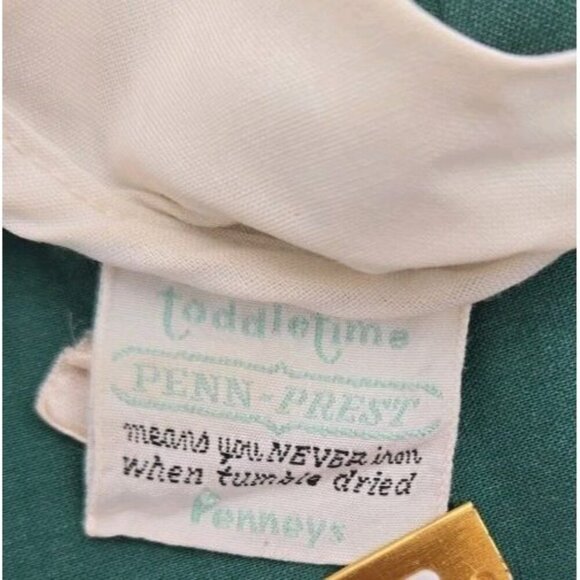 toddletime
PENN-PREST
means you NEVER iron
when tumble dried
Penneys